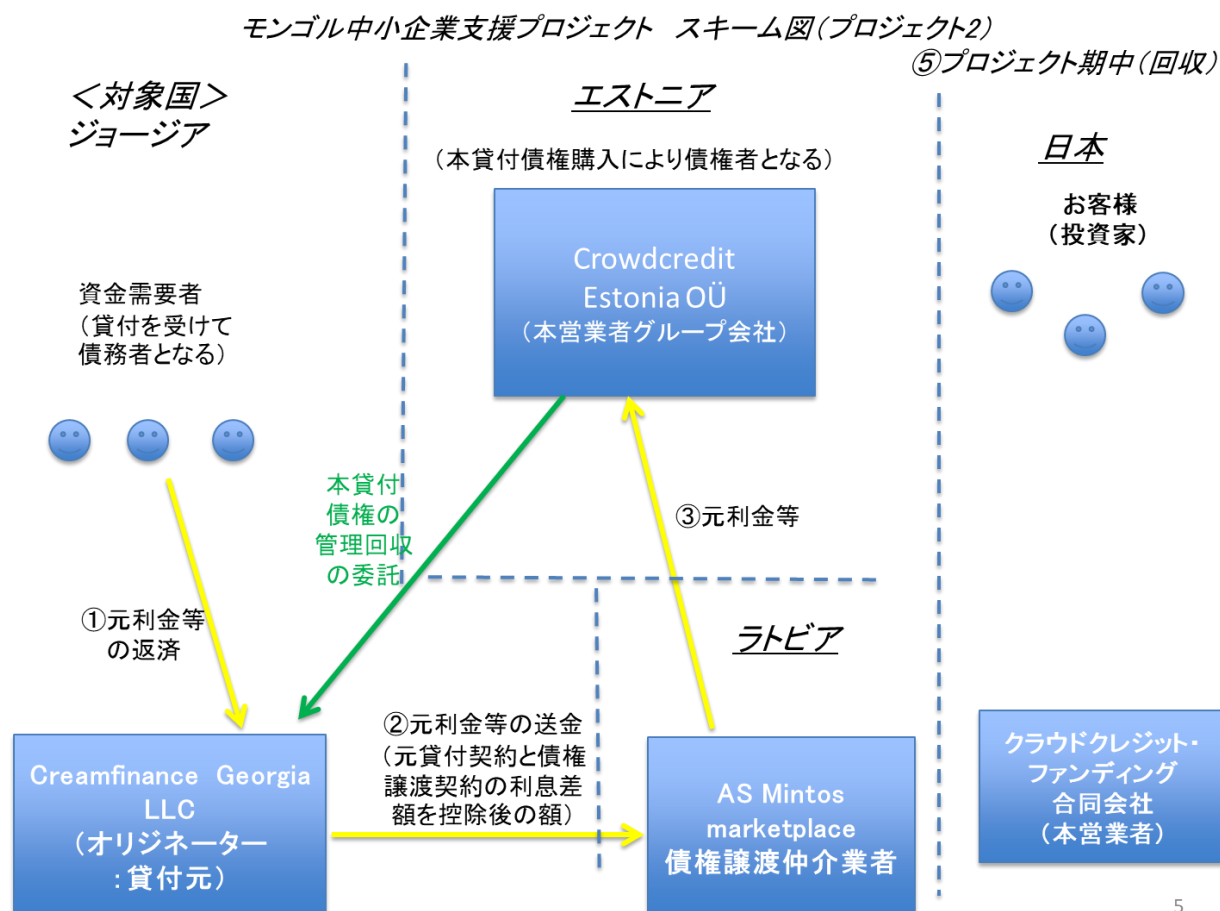 モンゴル中小企業支援プロジェクト　スキーム図(プロジェクト2)
⑤プロジェクト期中(回収)
＜対象国＞
ジョージア
エストニア
日本
（本貸付債権購入により債権者となる）
お客様
（投資家）
Crowdcredit
Estonia OÜ
（本営業者グループ会社）
資金需要者
（貸付を受けて
債務者となる）
本貸付
債権の
管理回収
の委託
③元利金等
①元利金等
の返済
ラトビア
②元利金等の送金
（元貸付契約と債権
譲渡契約の利息差
額を控除後の額）
Creamfinance Georgia
LLC
（オリジネーター
：貸付元）
AS Mintos
marketplace
債権譲渡仲介業者
クラウドクレジット・
ファンディング
合同会社
（本営業者）
5